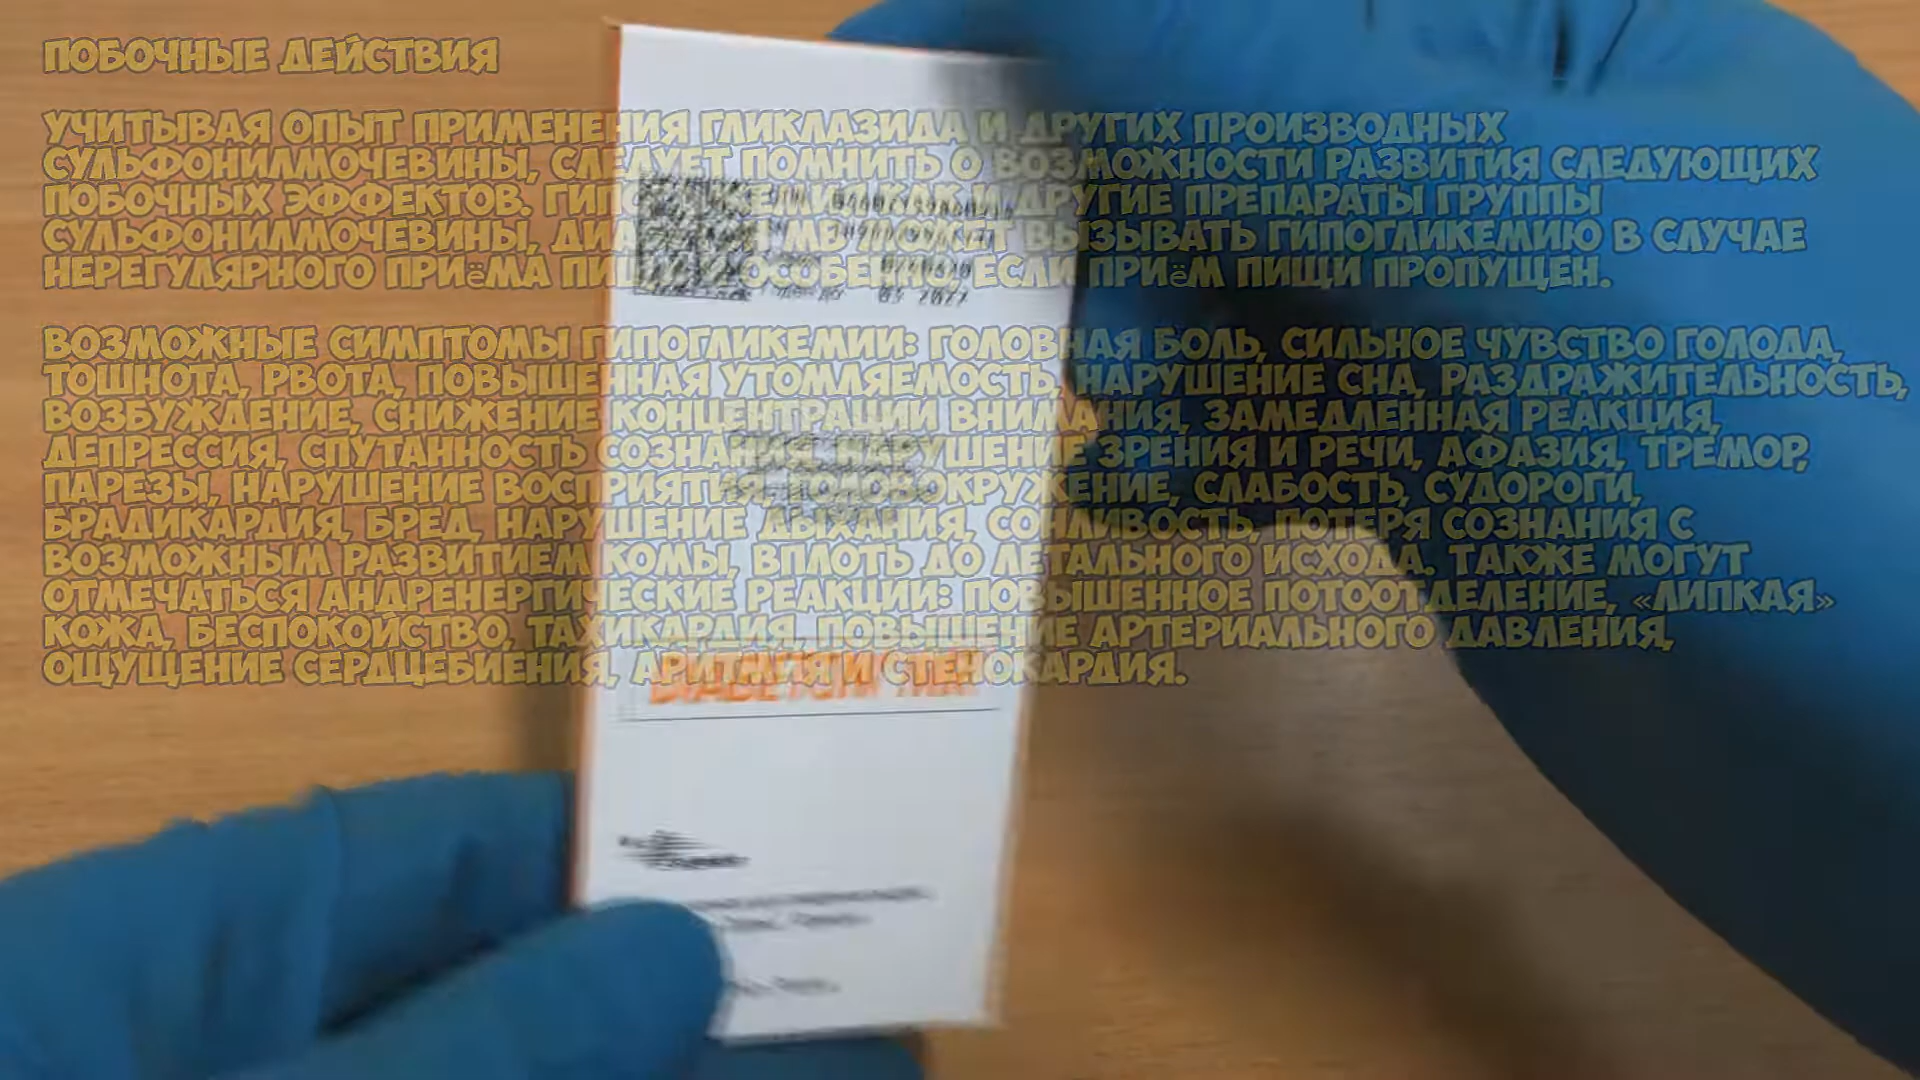 ПОБОЧНЫЕ ДЕЙСТВИЯ
УЧИТЫВАЯ ОПЫТ ПРИМЕНЕНИЯ ГЛИКЛАЗИДА И ДРУГИХ ПРОИЗВОДНЫХ
СУЛЬФОНИЛМОЧЕВИНЫ, СЛЕДУЕТ ПОМНИТЬ О ВОЗМОЖНОСТИ РАЗВИТИЯ СЛЕДУЮЩИХ
ПОБОЧНЫХ ЭФФЕКТОВ. ГИПОГЛИКЕМИЯ КАК И ДРУГИЕ ПРЕПАРАТЫ ГРУППЫ
СУЛЬФОНИЛМОЧЕВИНЫ, ДИАБЕТОН МВ МОЖЕТ ВЫЗЫВАТЬ ГИПОГЛИКЕМИЮ В СЛУЧАЕ
НЕРЕГУЛЯРНОГО ПРИёМА ПИЩИ И ОСОБЕННО, ЕСЛИ ПРИёМ ПИЩИ ПРОПУЩЕН.
03 2027
ВОЗМОЖНЫЕ СИМПТОМЫ ГИПОГЛИКЕМИИ: ГОЛОВНАЯ БОЛЬ, СИЛЬНОЕ ЧУВСТВО ГОЛОДА,
ТОШНОТА, РВОТА, ПОВЫШЕННАЯ УТОМЛЯЕМОСТЬ, НАРУШЕНИЕ СНА, РАЗДРАЖИТЕЛЬНОСТЬ,
ВОЗБУЖДЕНИЕ, СНИЖЕНИЕ КОНЦЕНТРАЦИИ ВНИМАНИЯ, ЗАМЕДЛЕННАЯ РЕАКЦИЯ,
ДЕПРЕССИЯ, СПУТАННОСТЬ СОЗНАНИЯ, НАРУШЕНИЕ ЗРЕНИЯ И РЕЧИ, АФАЗИЯ, ТРЕМОР,
ПАРЕЗЫ, НАРУШЕНИЕ ВОСПРИЯТИЯ, ГОЛОВОКРУЖЕНИЕ, СЛАБОСТЬ, СУДОРОГИ,
БРАДИКАРДИЯ, БРЕД, НАРУШЕНИЕ ДЫХАНИЯ, СОНЛИВОСТЬ, ПОТЕРЯ СОЗНАНИЯ С
ВОЗМОЖНЫМ РАЗВИТИЕМ КОМЫ, ВПЛОТЬ ДО ЛЕТАЛЬНОГО ИСХОДА. ТАКЖЕ МОГУТ
ОТМЕЧАТЬСЯ АНДРЕНЕРГИЧЕСКИЕ РЕАКЦИИ: ПОВЫШЕННОЕ ПОТООТДЕЛЕНИЕ, «ЛИПКАЯ»
КОЖА, БЕСПОКОЙСТВО, ТАХИКАРДИЯ, ПОВЫШЕНИЕ АРТЕРИАЛЬНОГО ДАВЛЕНИЯ,
ОЩУЩЕНИЕ СЕРДЦЕБИЕНИЯ, АРИТМИЯ И СТЕНОКАРДИЯ.